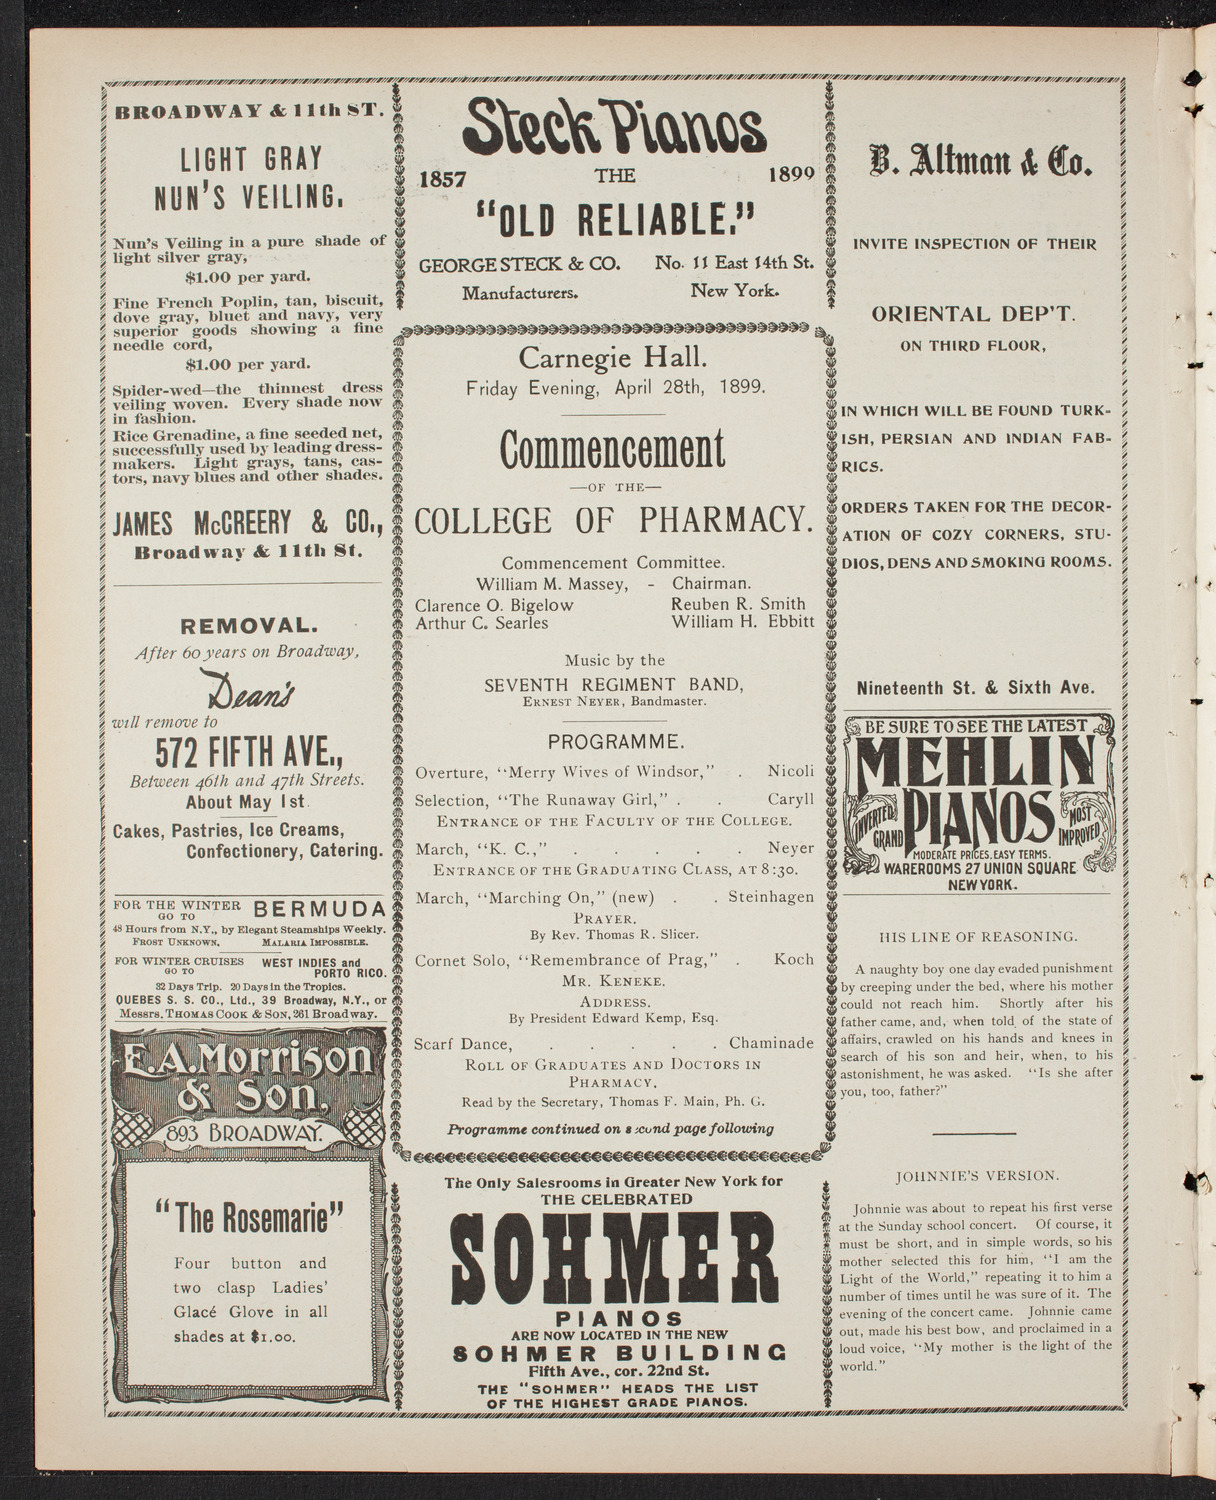 BROADWAY & 11th ST.
LIGHT GRAY
NUN'S VEILING.
Nun's Veiling in a pure shade of
light silver gray,
$1.00 per yard.
Fine French Poplin, tan, biscuit,
dove gray, bluet and navy, very
superior goods showing a fine
needle cord,
$1.00 per yard.
Spider-wed—the thinnest dress
veiling woven. Every shade now
in fashion.
Rice Grenadine, a fine seeded net,
successfully used by leading dress-
makers. Light grays, tans, cas-
tors, navy blues and other shades.
JAMES McCREERY & CO.,
Broadway & 11th St.
REMOVAL.
After 60 years on Broadway,
Dean's
will remove to
572 FIFTH AVE.,
Between 46th and 47th Streets.
About May 1st.
Cakes, Pastries, Ice Creams,
Confectionery, Catering.
FOR THE WINTER
GO TO
BERMUDA
48 Hours from N.Y., by Elegant Steamships Weekly.
FROST UNKNOWN. MALARIA IMPOSSIBLE.
FOR WINTER CRUISES
GO TO
WEST INDIES and
PORTO RICO.
32 Days Trip. 20 Days in the Tropics.
QUEBES S. S. CO., Ltd., 39 Broadway, N.Y., or
Messrs. THOMAS COOK & SON, 261 Broadway.
E.A. Morrison
& Son,
893 BROADWAY.
"The Rosemarie"
Four button and
two clasp Ladies'
Glacé Glove in all
shades at $1.00.
Steck Pianos
1857 THE 1899
"OLD RELIABLE."
GEORGE STECK & CO. No. 11 East 14th St.
Manufacturers. New York.
Carnegie Hall.
Friday Evening, April 28th, 1899.
Commencement
—OF THE—
COLLEGE OF PHARMACY.
Commencement Committee.
William M. Massey, - Chairman.
Clarence O. Bigelow Reuben R. Smith
Arthur C. Searles William H. Ebbitt
Music by the
SEVENTH REGIMENT BAND,
ERNEST NEYER, Bandmaster.
PROGRAMME.
Overture, "Merry Wives of Windsor," . Nicoli
Selection, "The Runaway Girl," . . Caryll
ENTRANCE OF THE FACULTY OF THE COLLEGE.
March, "K. C.," . . . . . Neyer
ENTRANCE OF THE GRADUATING CLASS, AT 8:30.
March, "Marching On," (new) . . Steinhagen
PRAYER.
By Rev. Thomas R. Slicer.
Cornet Solo, "Remembrance of Prag," . Koch
MR. KENEKE.
ADDRESS.
By President Edward Kemp, Esq.
Scarf Dance, . . . . . Chaminade
ROLL OF GRADUATES AND DOCTORS IN
PHARMACY.
Read by the Secretary, Thomas F. Main, Ph. G.
Programme continued on second page following
The Only Salesrooms in Greater New York for
THE CELEBRATED
SOHMER
PIANOS
ARE NOW LOCATED IN THE NEW
SOHMER BUILDING
Fifth Ave., cor. 22nd St.
THE "SOHMER" HEADS THE LIST
OF THE HIGHEST GRADE PIANOS.
B. Altman & Co.
INVITE INSPECTION OF THEIR
ORIENTAL DEP'T.
ON THIRD FLOOR,
IN WHICH WILL BE FOUND TURK-
ISH, PERSIAN AND INDIAN FAB-
RICS.
ORDERS TAKEN FOR THE DECOR-
ATION OF COZY CORNERS, STU-
DIOS, DENS AND SMOKING ROOMS.
Nineteenth St. & Sixth Ave.
BE SURE TO SEE THE LATEST
MEHLIN
INVERTED
GRAND
PIANOS
MOST
IMPROVED
MODERATE PRICES. EASY TERMS.
WAREROOMS 27 UNION SQUARE
NEW YORK.
HIS LINE OF REASONING.
A naughty boy one day evaded punishment
by creeping under the bed, where his mother
could not reach him. Shortly after his
father came, and, when told of the state of
affairs, crawled on his hands and knees in
search of his son and heir, when, to his
astonishment, he was asked. "Is she after
you, too, father?"
JOHNNIE'S VERSION.
Johnnie was about to repeat his first verse
at the Sunday school concert. Of course, it
must be short, and in simple words, so his
mother selected this for him, "I am the
Light of the World," repeating it to him a
number of times until he was sure of it. The
evening of the concert came. Johnnie came
out, made his best bow, and proclaimed in a
loud voice, "My mother is the light of the
world."